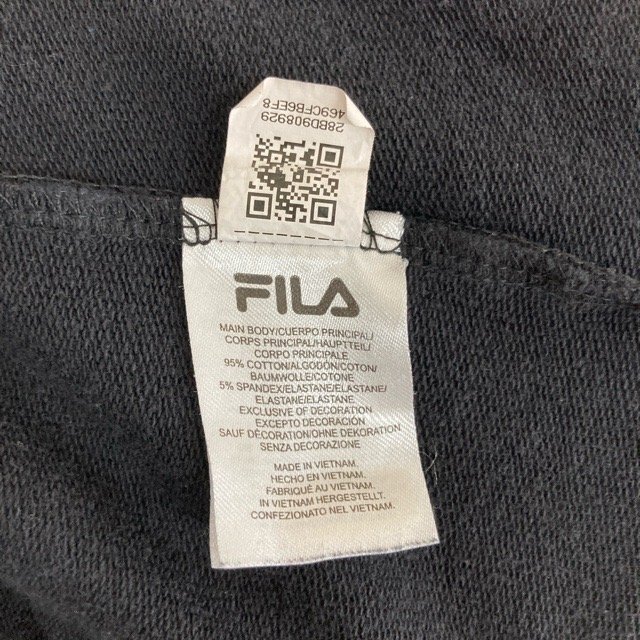 469CFB6EF8
28BD908929
FILA
MAIN BODY/CUERPO PRINCIPAL/
CORPS PRINCIPAL/HAUPTTEIL/
CORPO PRINCIPALE
95% COTTON/ALGODÓN/COTON/
BAUMWOLLE/COTONE
5% SPANDEX/ELASTANE/ELASTANE/
ELASTANE/ELASTANE
EXCLUSIVE OF DECORATION
EXCEPTO DECORACIÓN
SAUF DÉCORATION/OHNE DEKORATION
SENZA DECORAZIONE
MADE IN VIETNAM.
HECHO EN VIETNAM.
FABRIQUÉ AU VIETNAM.
IN VIETNAM HERGESTELLT.
CONFEZIONATO NEL VIETNAM.